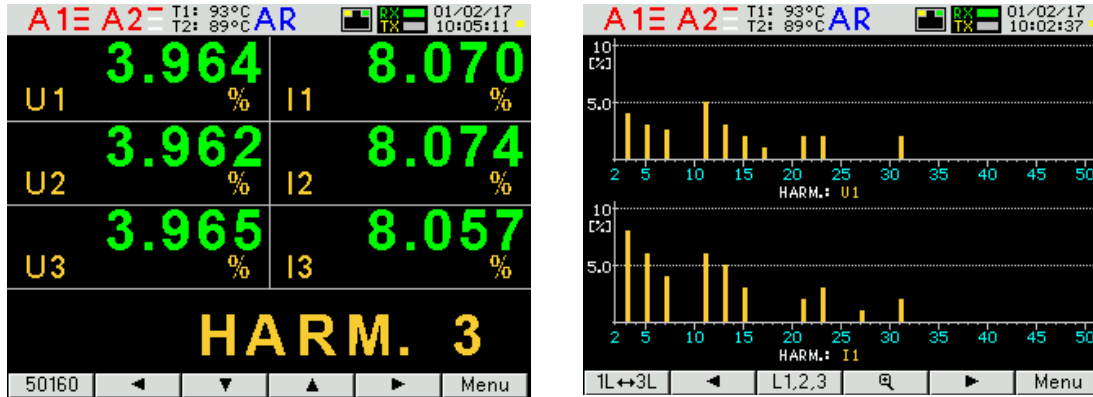 A1 A2 T1: 93°C T2: 89°C AR RX TX 01/02/17 10:05:11
3.964 8.070
U1 % I1 %
3.962 8.074
U2 % I2 %
3.965 8.057
U3 % I3 %
HARM. 3
50160 ◄ ▼ ▲ ► Menu
A1 A2 T1: 93°C T2: 89°C AR RX TX 01/02/17 10:02:37
10
[%]
5.0
2 5 10 15 20 25 30 35 40 45 50
HARM.: U1
10
[%]
5.0
2 5 10 15 20 25 30 35 40 45 50
HARM.: I1
1L↔3L ◄ L1,2,3 ► Menu